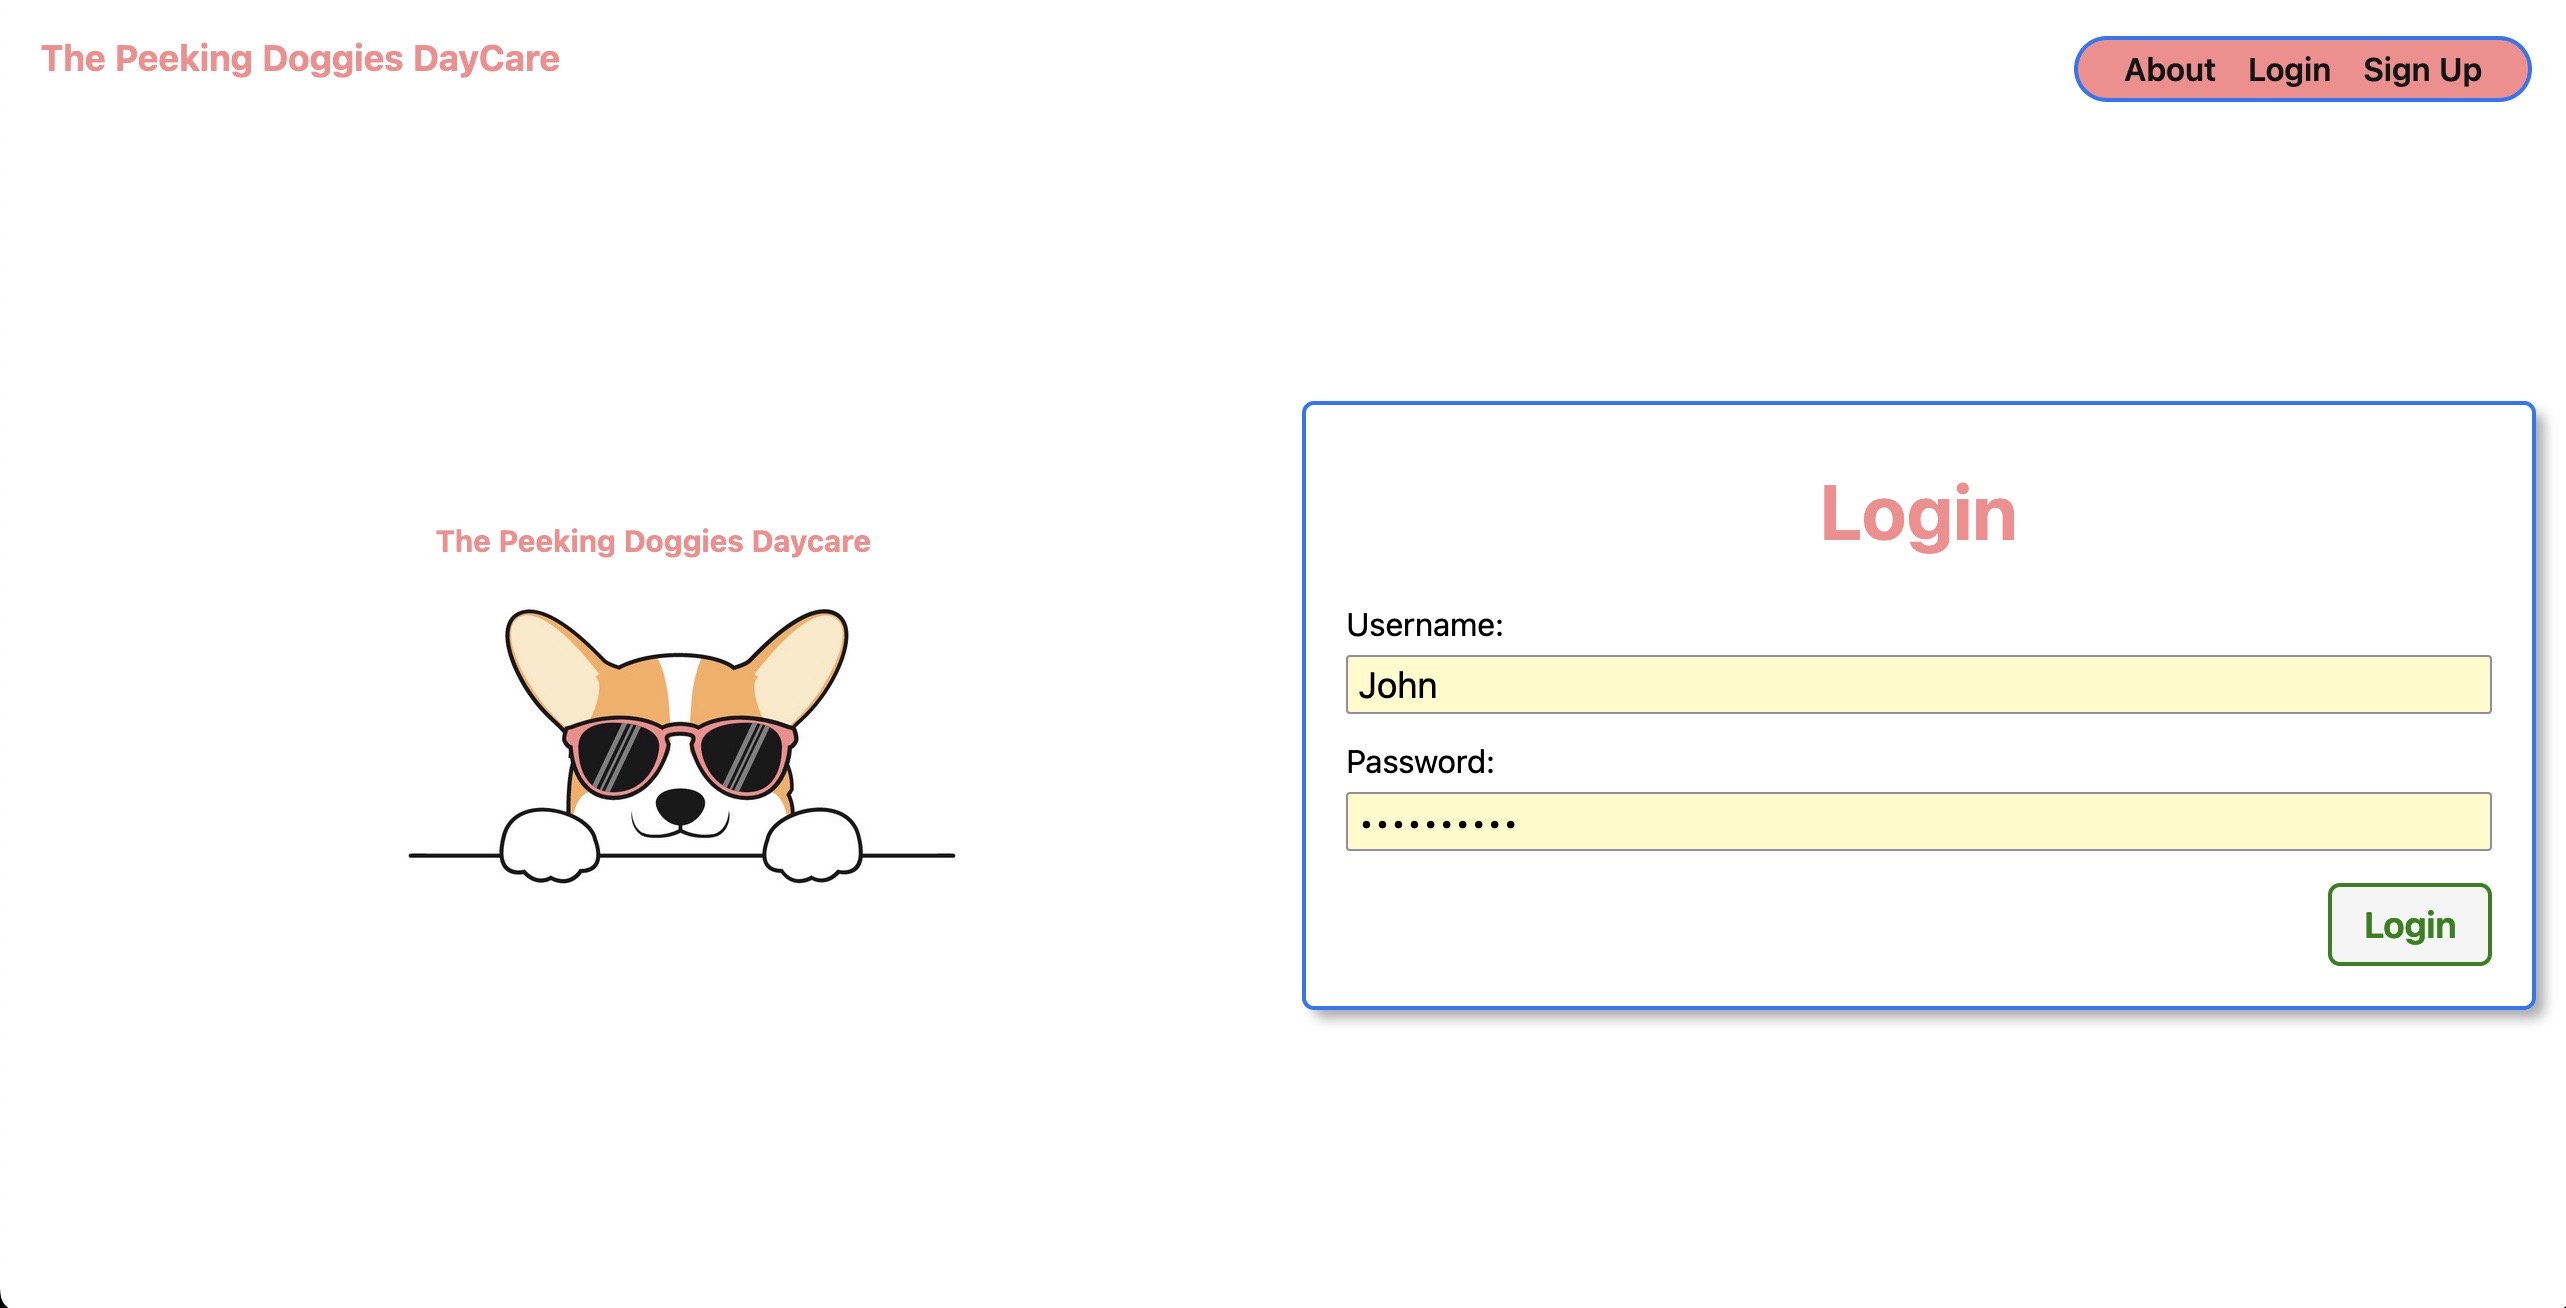 The Peeking Doggies DayCare
About Login Sign Up
The Peeking Doggies Daycare
Login
Username:
John
Password:
••••••••••
Login